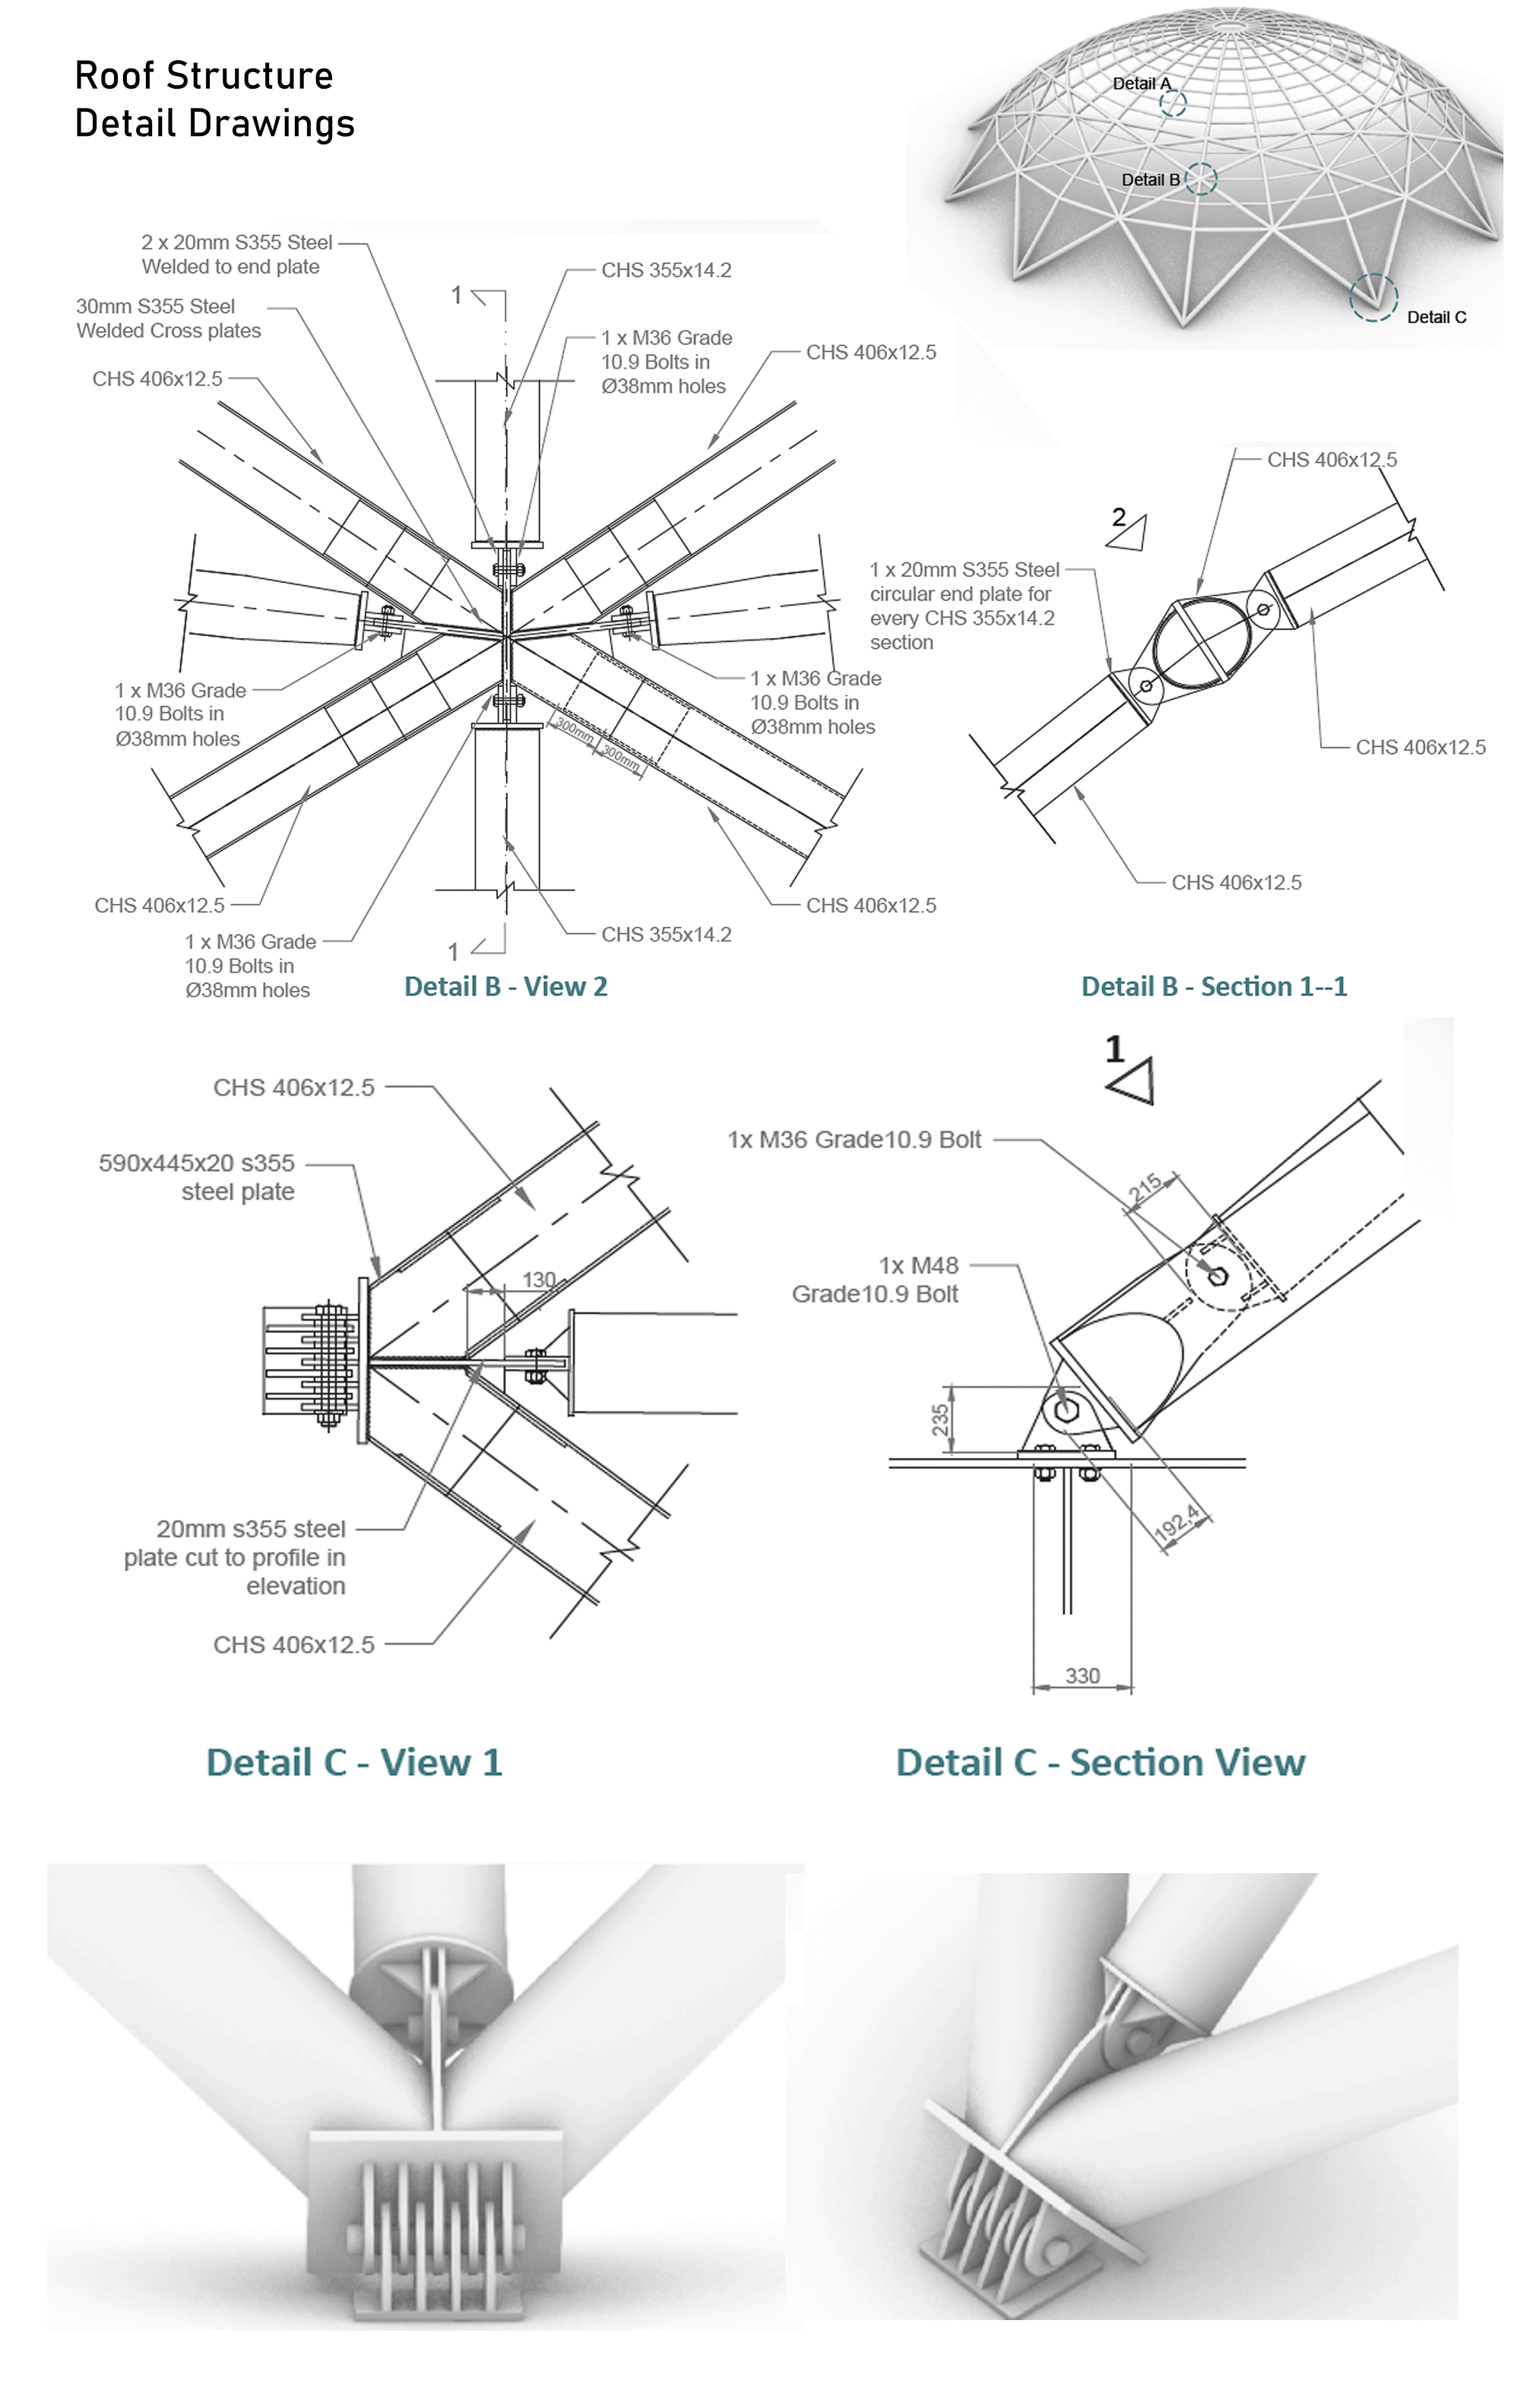 Roof Structure
Detail Drawings
Detail A
Detail B
Detail C
2 x 20mm S355 Steel
Welded to end plate
30mm S355 Steel
Welded Cross plates
CHS 406x12.5
1
CHS 355x14.2
1 x M36 Grade
10.9 Bolts in
Ø38mm holes
CHS 406x12.5
1 x M36 Grade
10.9 Bolts in
Ø38mm holes
1 x M36 Grade
10.9 Bolts in
Ø38mm holes
300mm
300mm
CHS 406x12.5
1 x M36 Grade
10.9 Bolts in
Ø38mm holes
1
CHS 355x14.2
CHS 406x12.5
Detail B - View 2
CHS 406x12.5
2
1 x 20mm S355 Steel
circular end plate for
every CHS 355x14.2
section
CHS 406x12.5
CHS 406x12.5
Detail B - Section 1--1
CHS 406x12.5
590x445x20 s355
steel plate
130
20mm s355 steel
plate cut to profile in
elevation
CHS 406x12.5
Detail C - View 1
1
1x M36 Grade10.9 Bolt
215
1x M48
Grade10.9 Bolt
235
192,4
330
Detail C - Section View